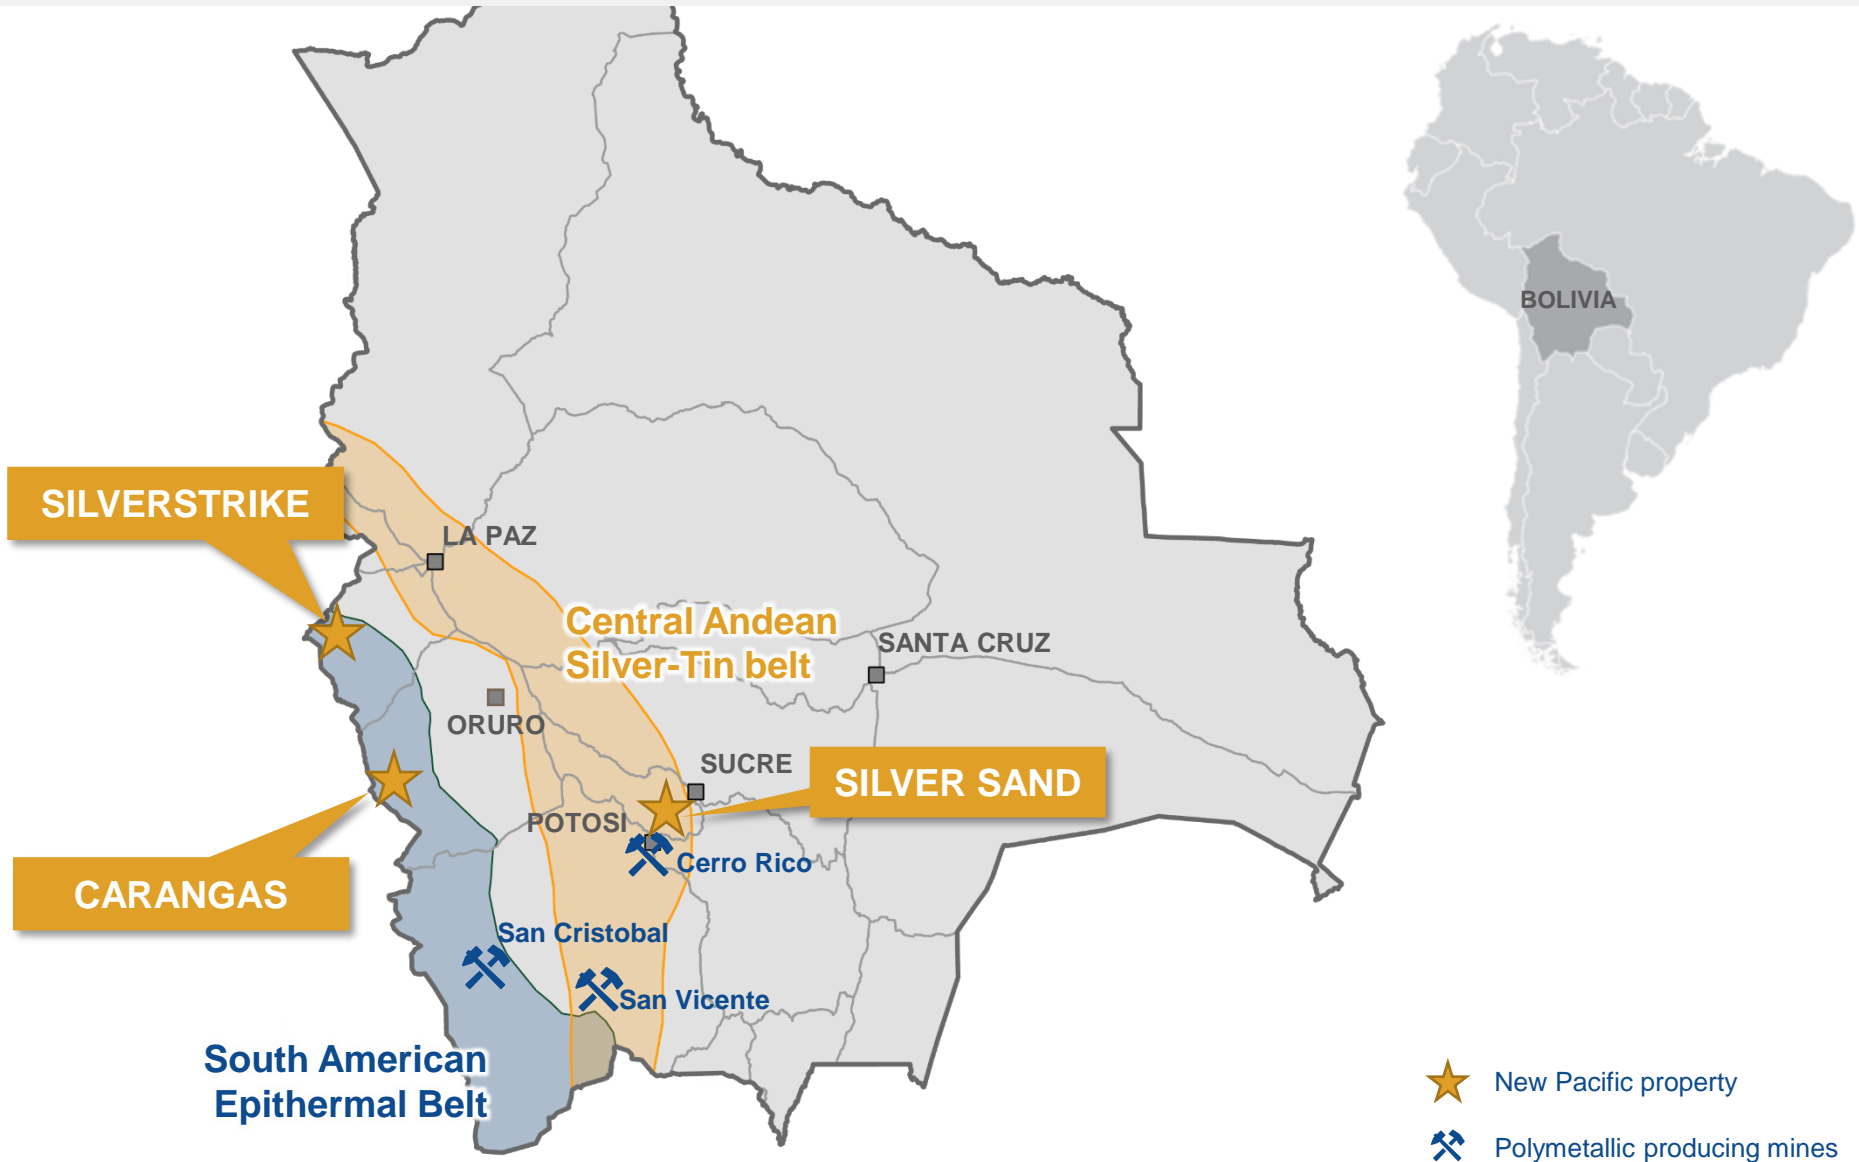 BOLIVIA
SILVERSTRIKE
LA PAZ
Central Andean
Silver-Tin belt
SANTA CRUZ
ORURO
SUCRE
SILVER SAND
POTOSI
Cerro Rico
CARANGAS
San Cristobal
San Vicente
South American
Epithermal Belt
New Pacific property
Polymetallic producing mines